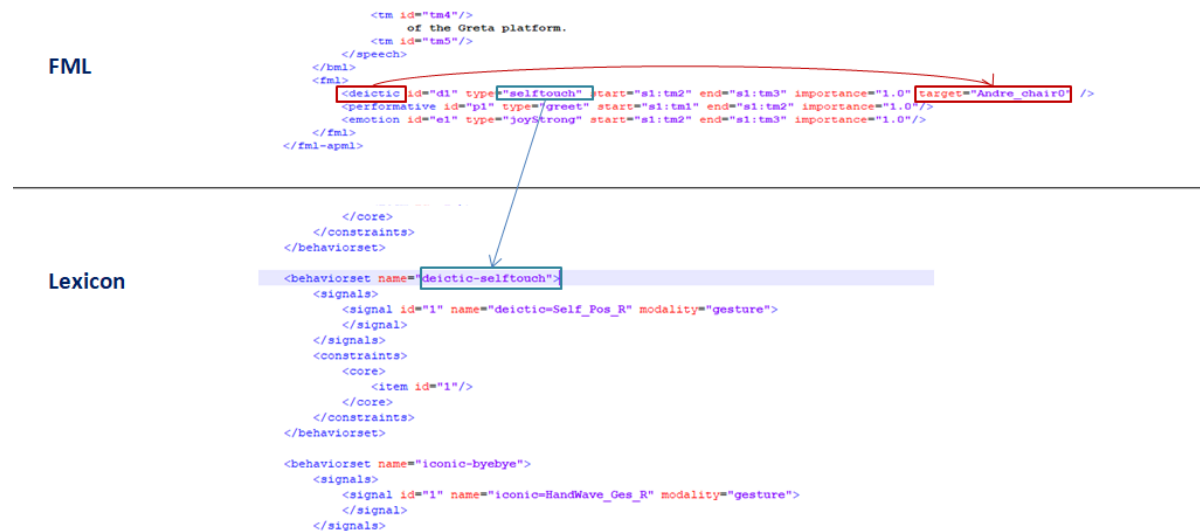 <tm id="tm4"/>
of the Greta platform.
<tm id="tm5"/>
</speech>
</bml>
FML
<fml>
<deictic id="d1" type="selftouch" start="s1:tm2" end="s1:tm3" importance="1.0" target="Andre_chair0" />
<performative id="p1" type="greet" start="s1:tm1" end="s1:tm2" importance="1.0"/>
<emotion id="e1" type="joyStrong" start="s1:tm2" end="s1:tm3" importance="1.0"/>
</fml>
</fml-apml>
</core>
</constraints>
</behaviorset>
Lexicon
<behaviorset name="deictic-selftouch">
<signals>
<signal id="1" name="deictic=Self_Pos_R" modality="gesture">
</signal>
</signals>
<constraints>
<core>
<item id="1"/>
</core>
</constraints>
</behaviorset>
<behaviorset name="iconic-byebye">
<signals>
<signal id="1" name="iconic=HandWave_Ges_R" modality="gesture">
</signal>
</signals>